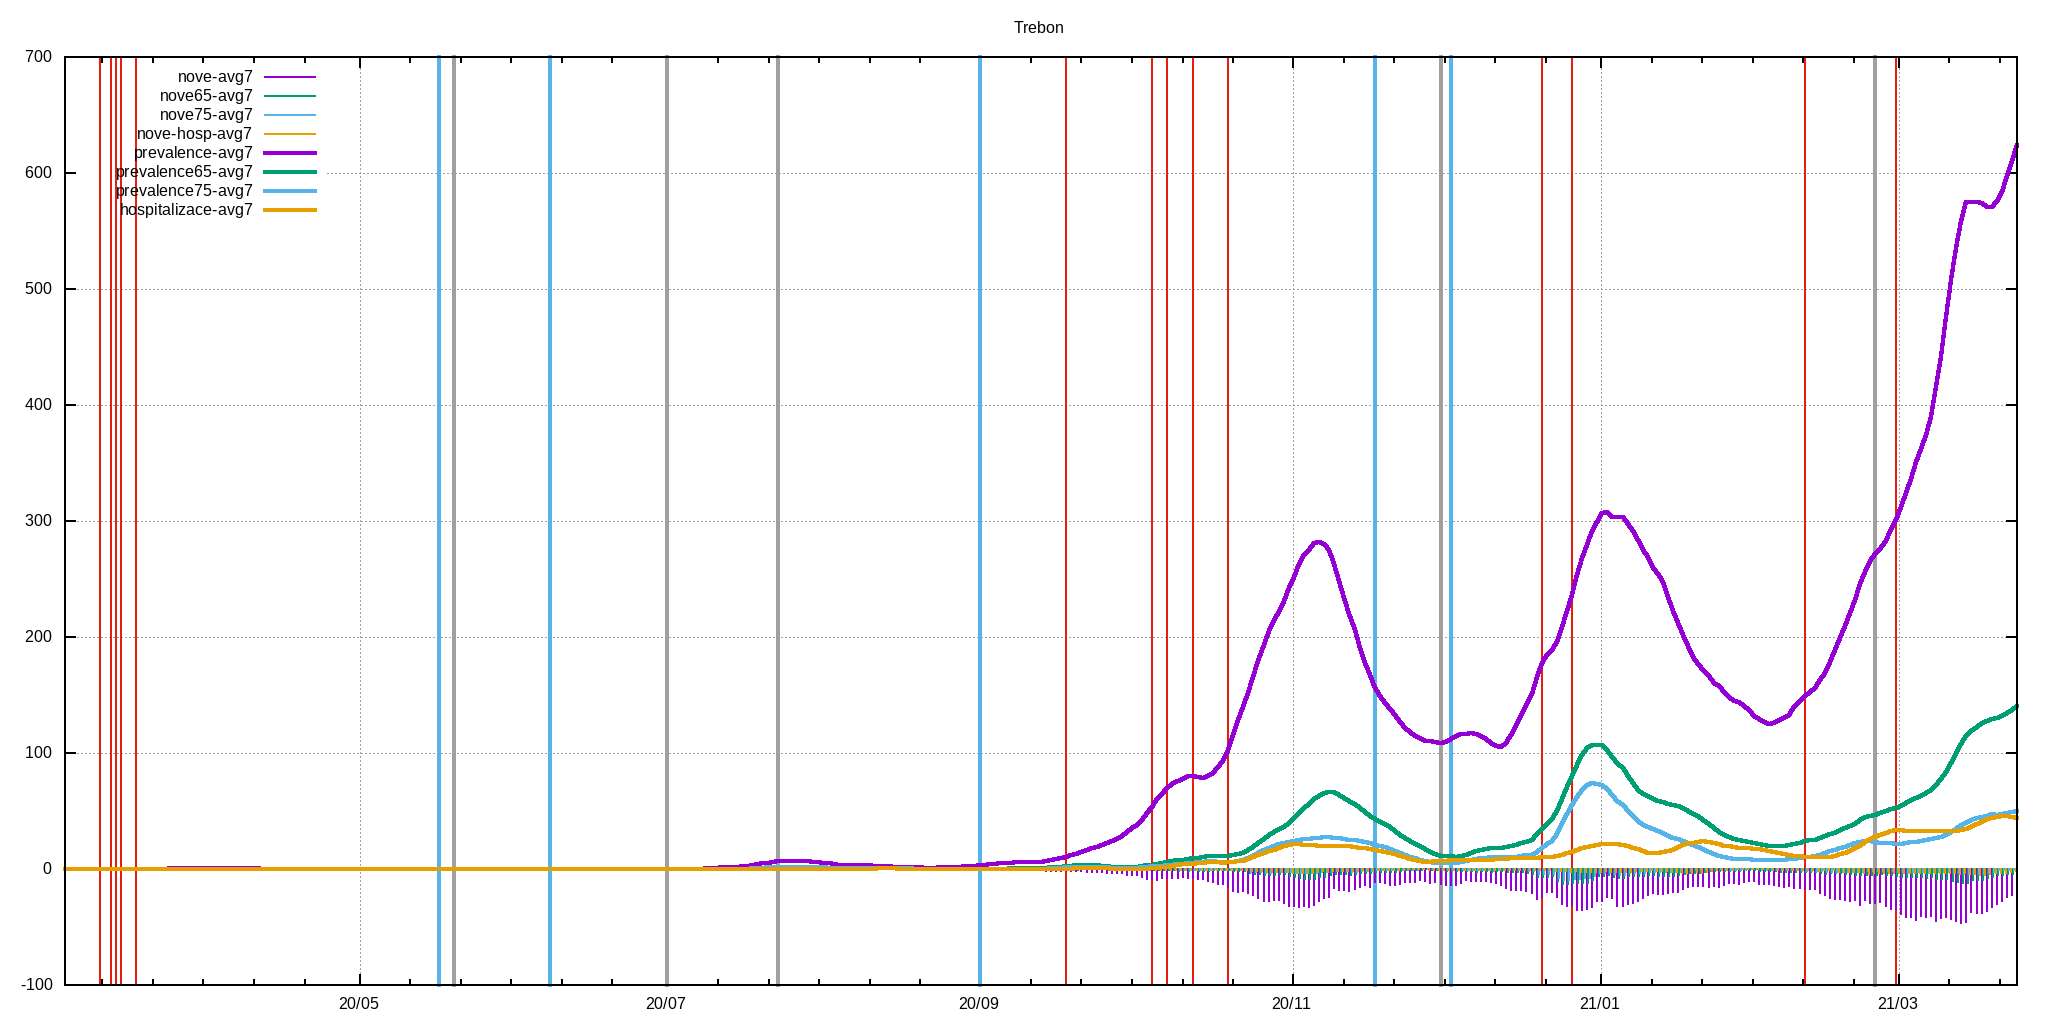 Trebon
700
600
500
400
300
200
100
0
-100
nove-avg7
nove65-avg7
nove75-avg7
nove-hosp-avg7
prevalence-avg7
prevalence65-avg7
prevalence75-avg7
hospitalizace-avg7
20/05 20/07 20/09 20/11 21/01 21/03